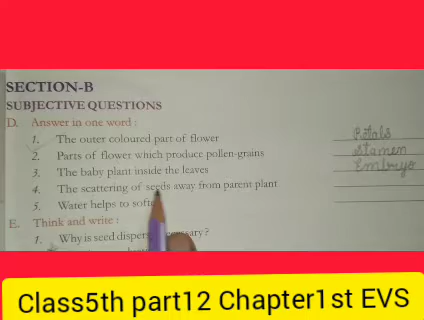 SECTION-B
SUBJECTIVE QUESTIONS
D. Answer in one word :
1. The outer coloured part of flower Petals
2. Parts of flower which produce pollen-grains Stamen
3. The baby plant inside the leaves Embryo
4. The scattering of seeds away from parent plant
5. Water helps to
E. Think and write :
1. Why is seed
Class5th part12 Chapter1st EVS